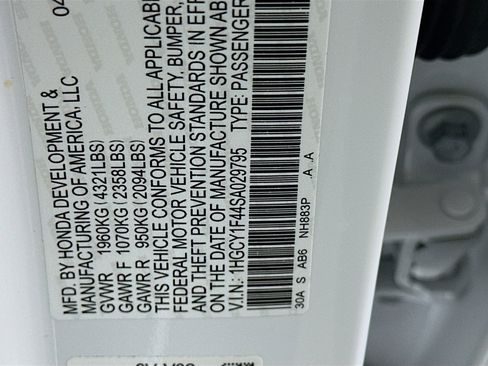 04
MFD. BY HONDA DEVELOPMENT &
MANUFACTURING OF AMERICA, LLC
GVWR 1960KG (4321LBS)
GAWR F 1070KG (2358LBS)
GAWR R 950KG (2094LBS)
THIS VEHICLE CONFORMS TO ALL APPLICABLE
FEDERAL MOTOR VEHICLE SAFETY, BUMPER,
AND THEFT PREVENTION STANDARDS IN EFF
ON THE DATE OF MANUFACTURE SHOWN AB
V.I.N.: 1HGCY1F44SA029795 TYPE: PASSENGER
30A S AB6 NH883P A A